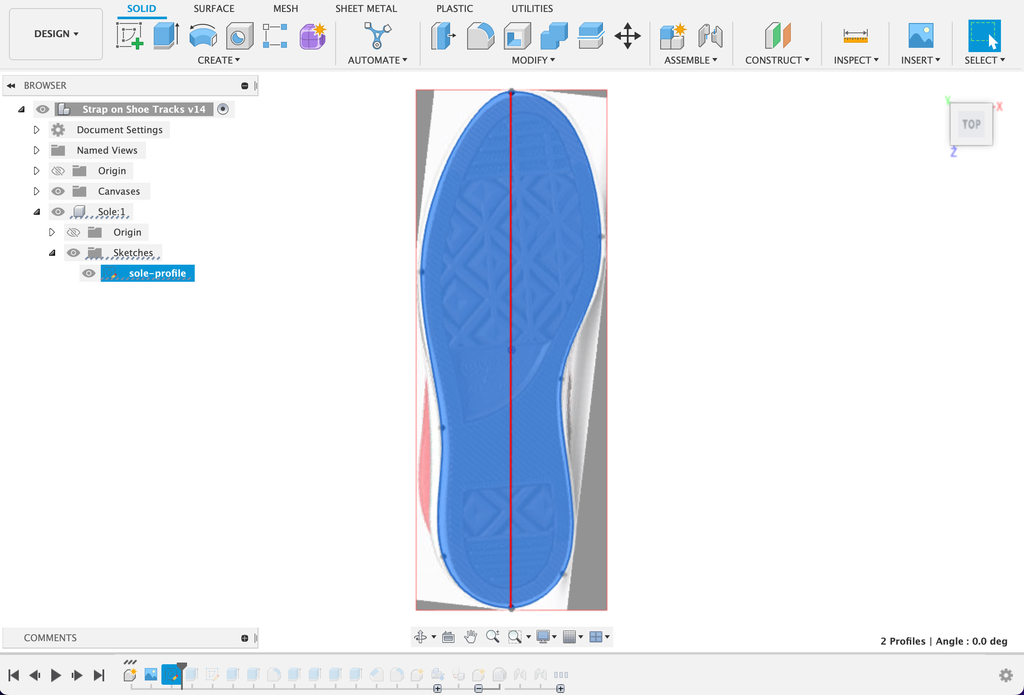 SOLID SURFACE MESH SHEET METAL PLASTIC UTILITIES
DESIGN
CREATE AUTOMATE MODIFY ASSEMBLE CONSTRUCT INSPECT INSERT SELECT
BROWSER
Strap on Shoe Tracks v14
Document Settings
Named Views
Origin
Canvases
Sole:1
Origin
Sketches
sole-profile
Y
X
TOP
Z
COMMENTS
2 Profiles | Angle : 0.0 deg